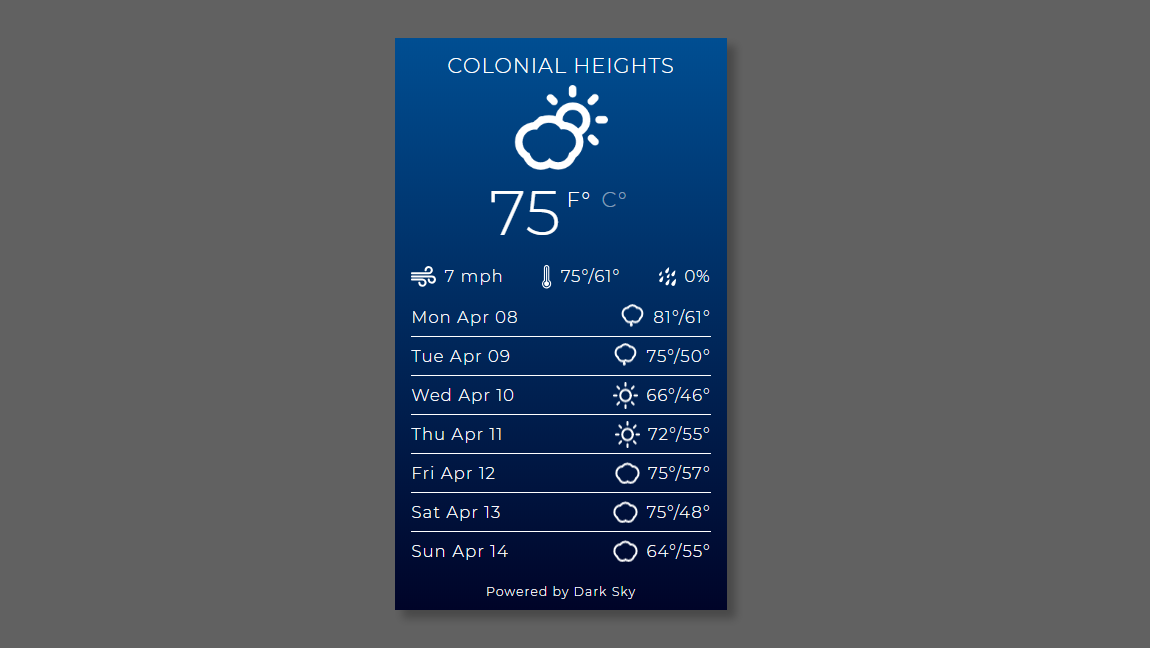 COLONIAL HEIGHTS
75 F° C°
7 mph 75°/61° 0%
Mon Apr 08 81°/61°
Tue Apr 09 75°/50°
Wed Apr 10 66°/46°
Thu Apr 11 72°/55°
Fri Apr 12 75°/57°
Sat Apr 13 75°/48°
Sun Apr 14 64°/55°
Powered by Dark Sky